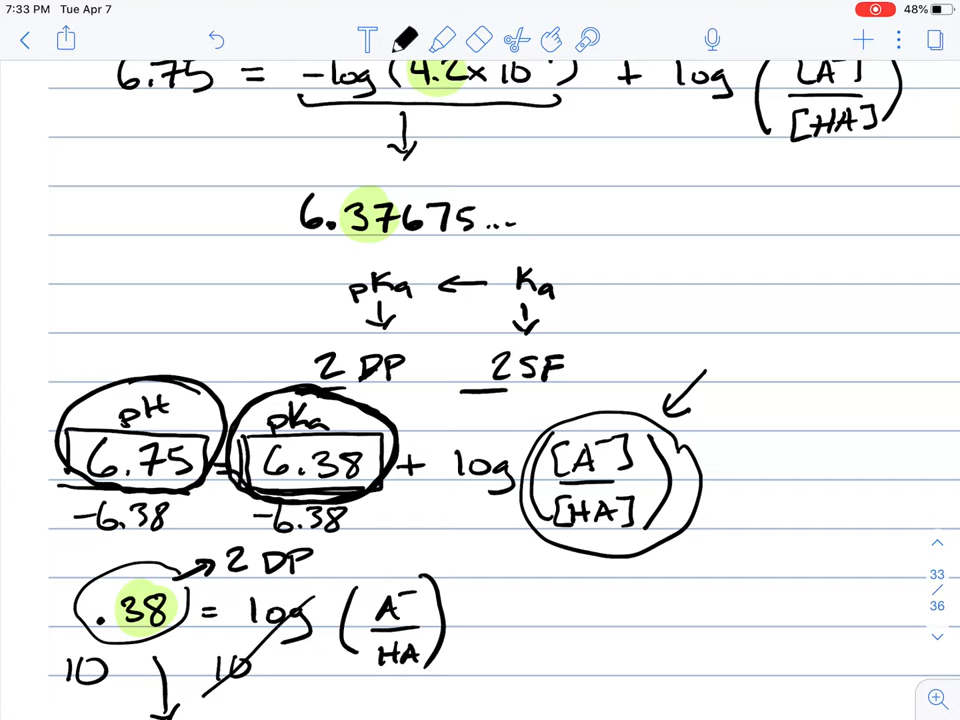 7:33 PM Tue Apr 7 48%
T
6.75 = -log (4.2 x 10 ) + log ([A⁻]/[HA])
6.37675...
pKa ← Ka
2 DP 2 SF
pH pKa
6.75 = 6.38 + log ([A⁻]/[HA])
-6.38 -6.38
2 DP
.38 = log (A⁻/HA)
10 10
33
/
36